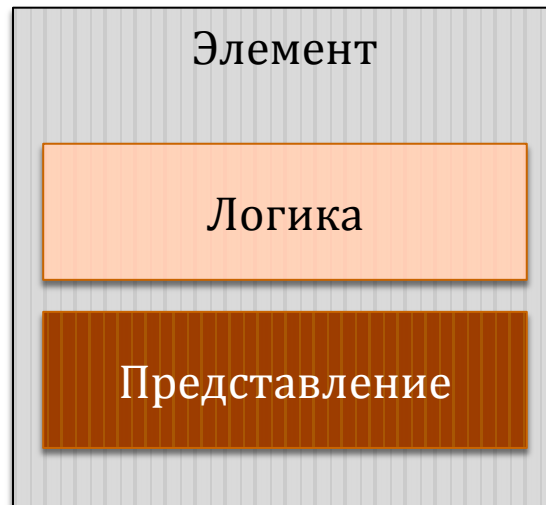 Элемент
Логика
Представление